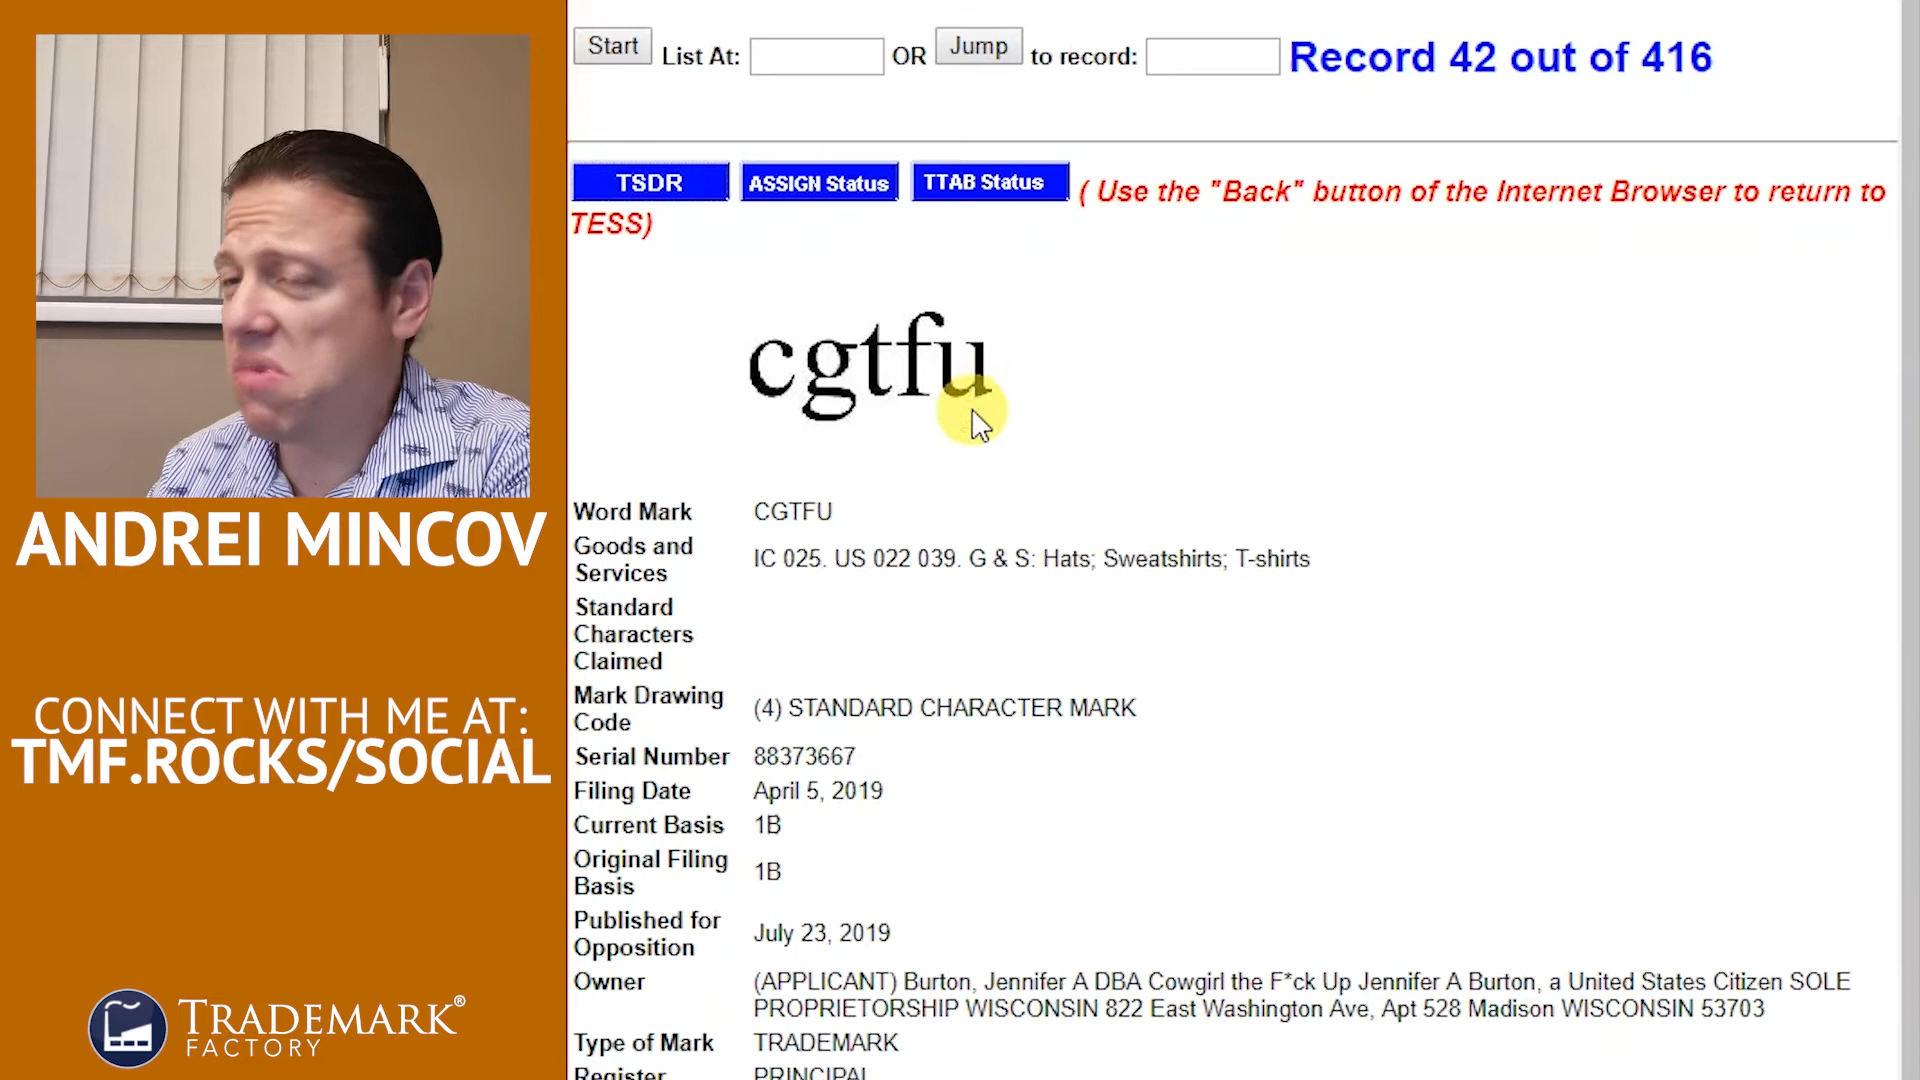 Start List At: OR Jump to record: Record 42 out of 416
TSDR ASSIGN Status TTAB Status ( Use the "Back" button of the Internet Browser to return to
TESS)
cgtfu
Word Mark CGTFU
Goods and
Services IC 025. US 022 039. G & S: Hats; Sweatshirts; T-shirts
Standard
Characters
Claimed
Mark Drawing
Code (4) STANDARD CHARACTER MARK
Serial Number 88373667
Filing Date April 5, 2019
Current Basis 1B
Original Filing
Basis 1B
Published for
Opposition July 23, 2019
Owner (APPLICANT) Burton, Jennifer A DBA Cowgirl the F*ck Up Jennifer A Burton, a United States Citizen SOLE
PROPRIETORSHIP WISCONSIN 822 East Washington Ave, Apt 528 Madison WISCONSIN 53703
Type of Mark TRADEMARK
Register PRINCIPAL
ANDREI MINCOV
CONNECT WITH ME AT:
TMF.ROCKS/SOCIAL
TRADEMARK®
FACTORY